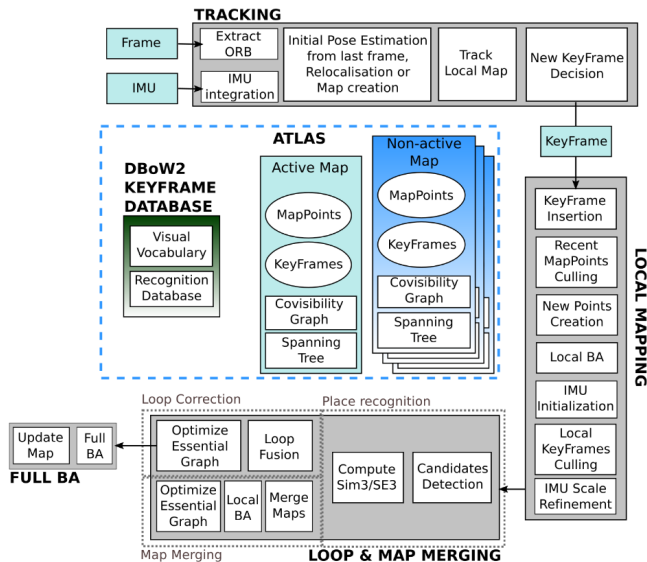 TRACKING
Frame
IMU
Extract
ORB
IMU
integration
Initial Pose Estimation
from last frame,
Relocalisation or
Map creation
Track
Local Map
New KeyFrame
Decision
KeyFrame
ATLAS
DBoW2
KEYFRAME
DATABASE
Visual
Vocabulary
Recognition
Database
Active Map
MapPoints
KeyFrames
Covisibility
Graph
Spanning
Tree
Non-active
Map
MapPoints
KeyFrames
Covisibility
Graph
Spanning
Tree
LOCAL MAPPING
KeyFrame
Insertion
Recent
MapPoints
Culling
New Points
Creation
Local BA
IMU
Initialization
Local
KeyFrames
Culling
IMU Scale
Refinement
Loop Correction
Place recognition
Update
Map
Full
BA
FULL BA
Optimize
Essential
Graph
Loop
Fusion
Compute
Sim3/SE3
Candidates
Detection
Optimize
Essential
Graph
Local
BA
Merge
Maps
Map Merging
LOOP & MAP MERGING